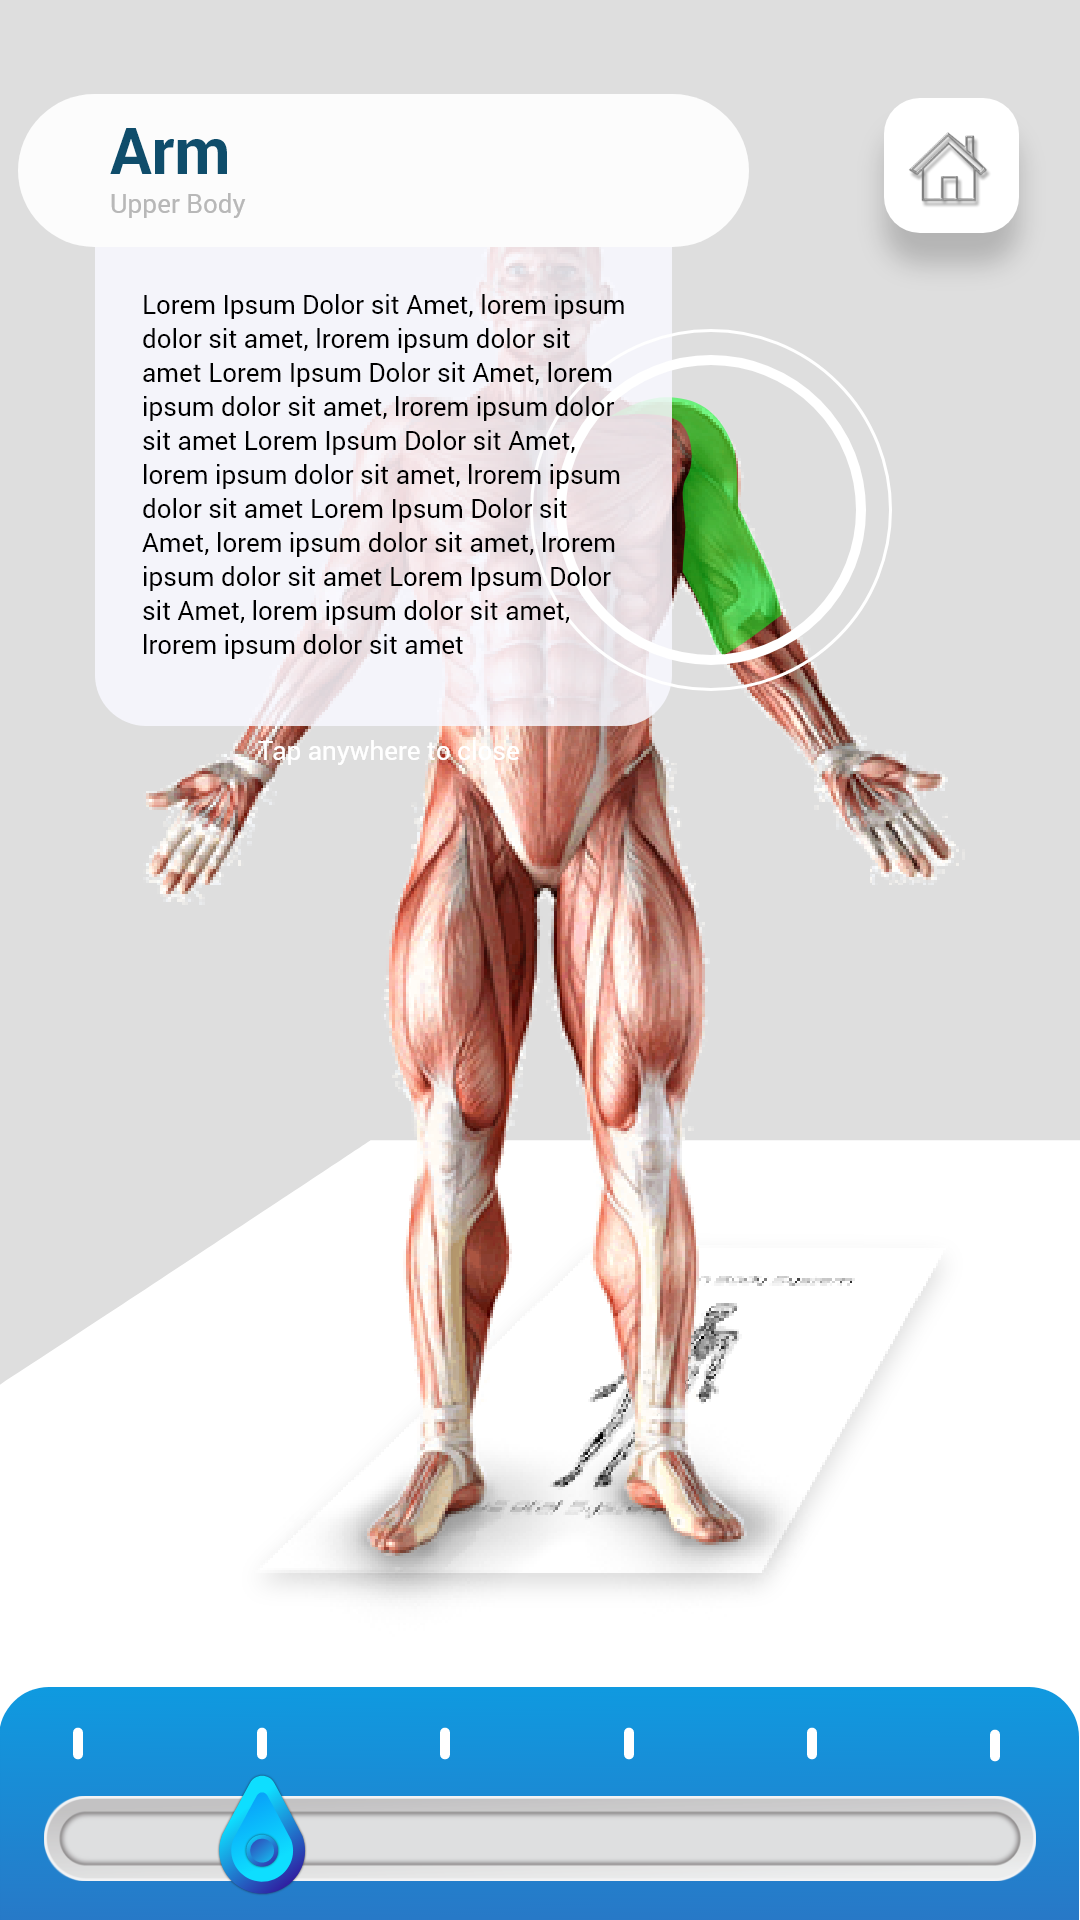 Arm
Upper Body
Lorem Ipsum Dolor sit Amet, lorem ipsum
dolor sit amet, lrorem ipsum dolor sit
amet Lorem Ipsum Dolor sit Amet, lorem
ipsum dolor sit amet, lrorem ipsum dolor
sit amet Lorem Ipsum Dolor sit Amet,
lorem ipsum dolor sit amet, lrorem ipsum
dolor sit amet Lorem Ipsum Dolor sit
Amet, lorem ipsum dolor sit amet, lrorem
ipsum dolor sit amet Lorem Ipsum Dolor
sit Amet, lorem ipsum dolor sit amet,
lrorem ipsum dolor sit amet
Tap anywhere to close
Body System